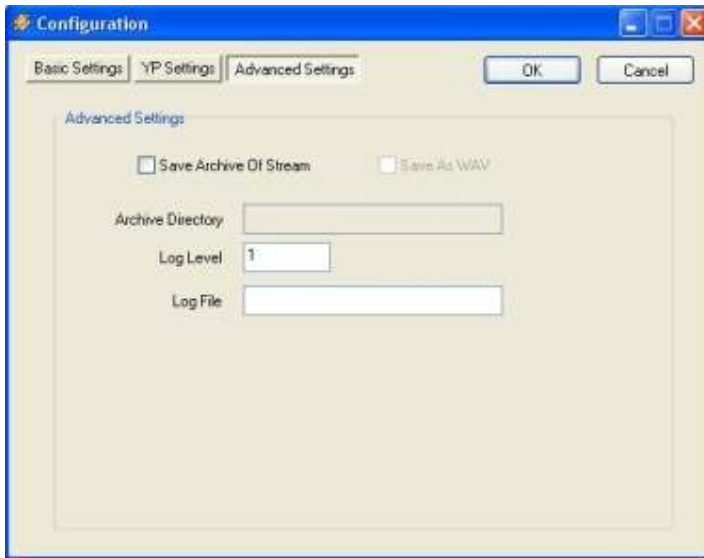 Configuration
Basic Settings YP Settings Advanced Settings OK Cancel
Advanced Settings
Save Archive Of Stream Save As WAV
Archive Directory
Log Level 1
Log File